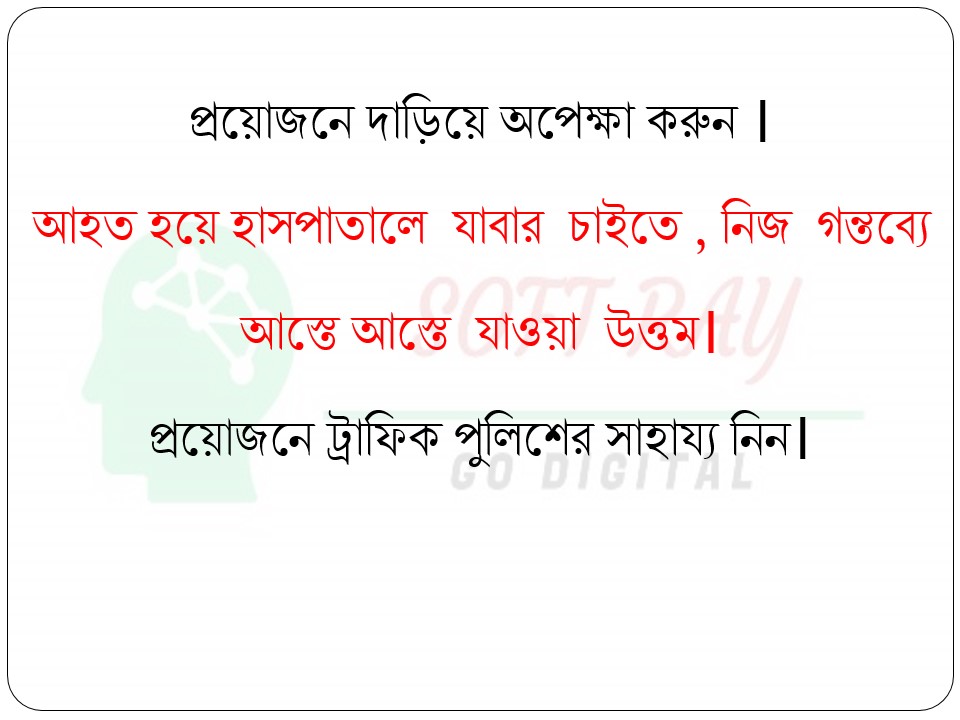 প্রয়োজনে দাড়িয়ে অপেক্ষা করুন |
আহত হয়ে হাসপাতালে যাবার চাইতে , নিজ গন্তব্যে
আস্তে আস্তে যাওয়া উত্তম|
প্রয়োজনে ট্রাফিক পুলিশের সাহায্য নিন|
SOFT RAY
GO DIGITAL